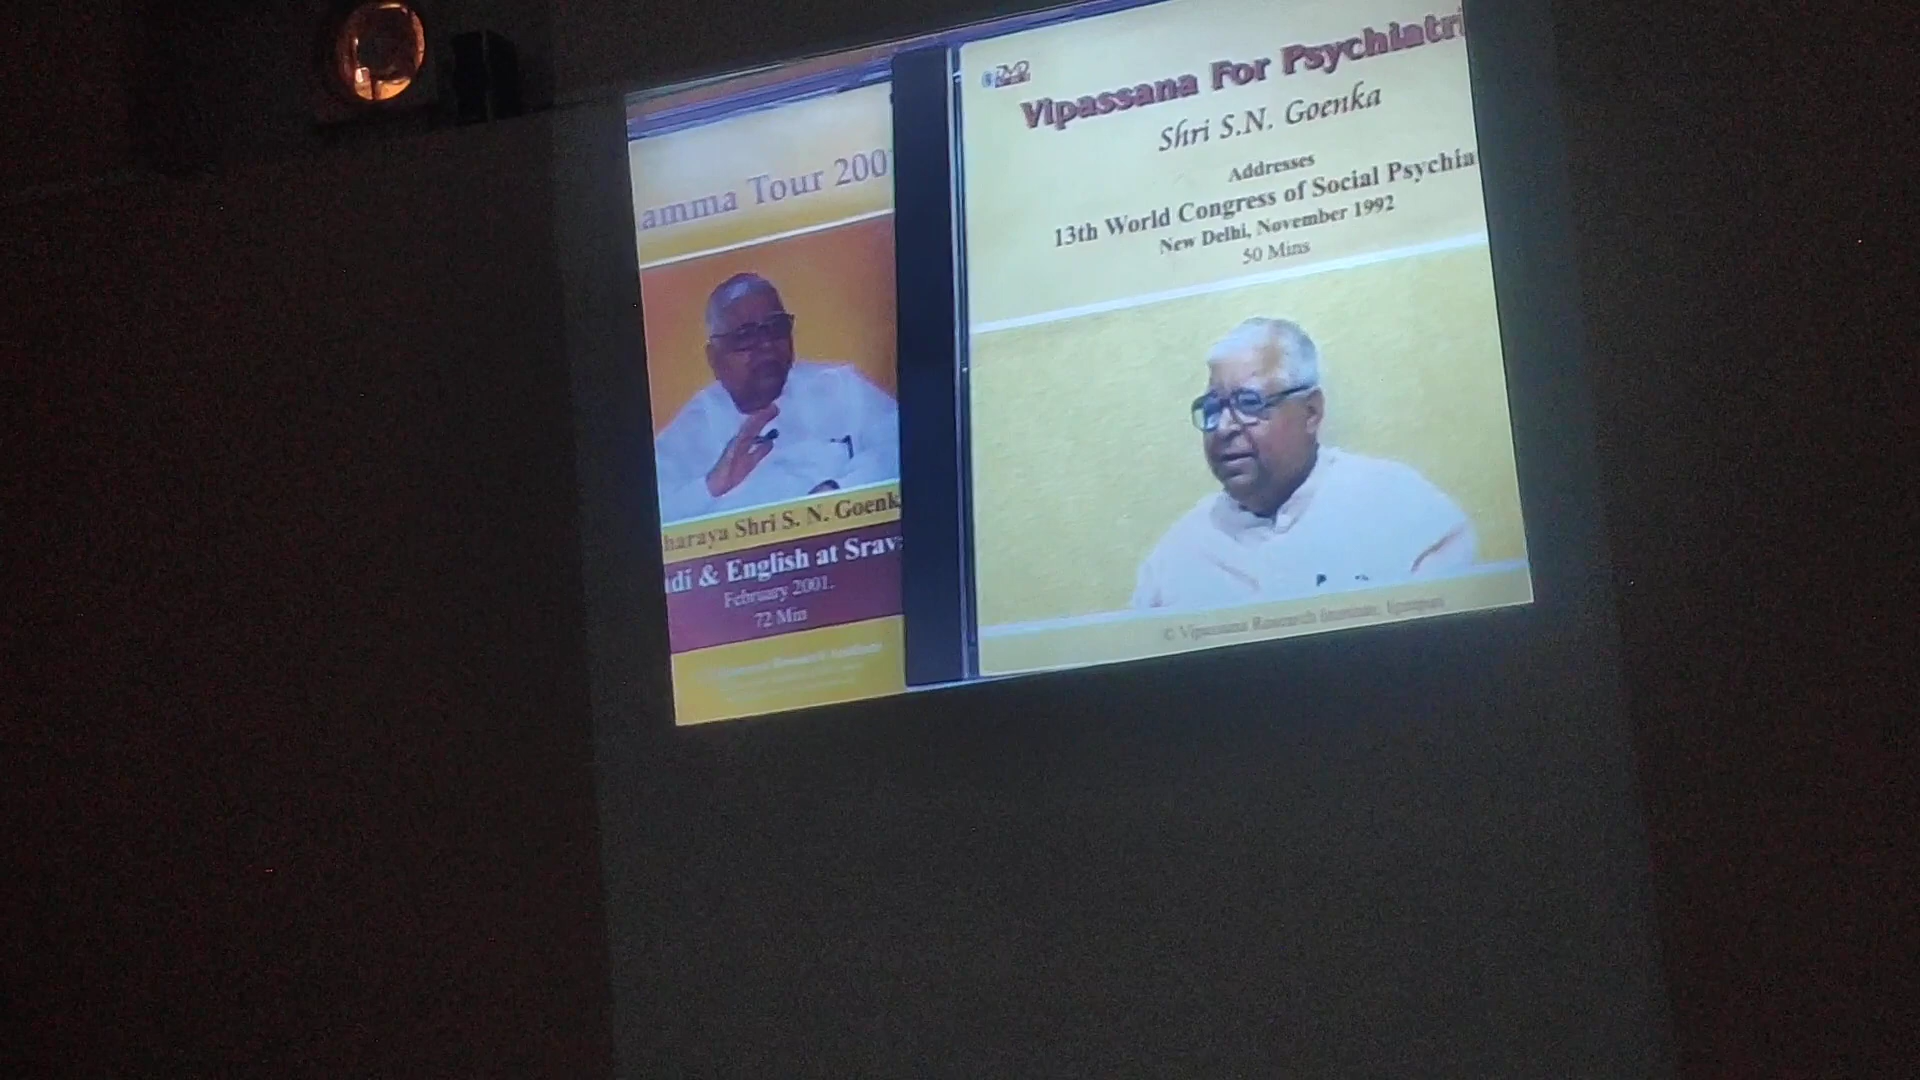 amma Tour 200
haraya Shri S. N. Goenk
di & English at Srav
February 2001.
72 Min
Vipassana For Psychiatri
Shri S.N. Goenka
Addresses
13th World Congress of Social Psychia
New Delhi, November 1992
50 Mins
© Vipassana Research Institute, Igatpuri